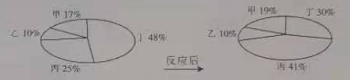 甲 17%
乙 10%
丁 48%
丙 25%
反应后
甲 19%
丁 30%
乙 10%
丙 41%